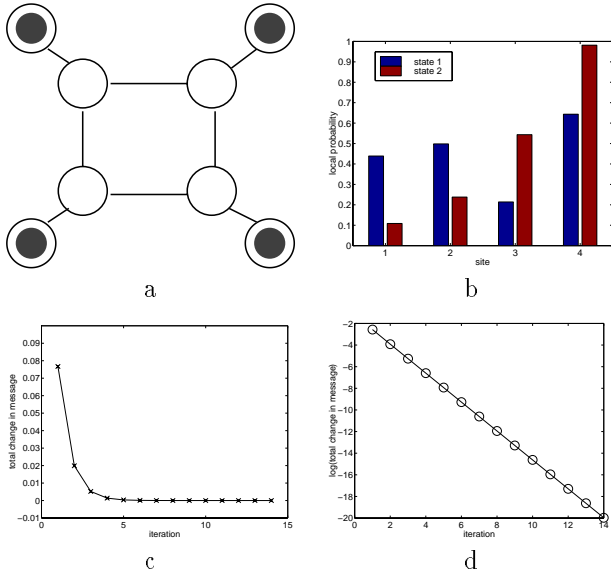 a
1
0.9
0.8
0.7
0.6
0.5
0.4
0.3
0.2
0.1
0
local probability
state 1
state 2
1 2 3 4
site
b
0.09
0.08
0.07
0.06
0.05
0.04
0.03
0.02
0.01
0
−0.01
total change in message
0 5 10 15
iteration
c
−2
−4
−6
−8
−10
−12
−14
−16
−18
−20
log(total change in message)
0 2 4 6 8 10 12 14
iteration
d